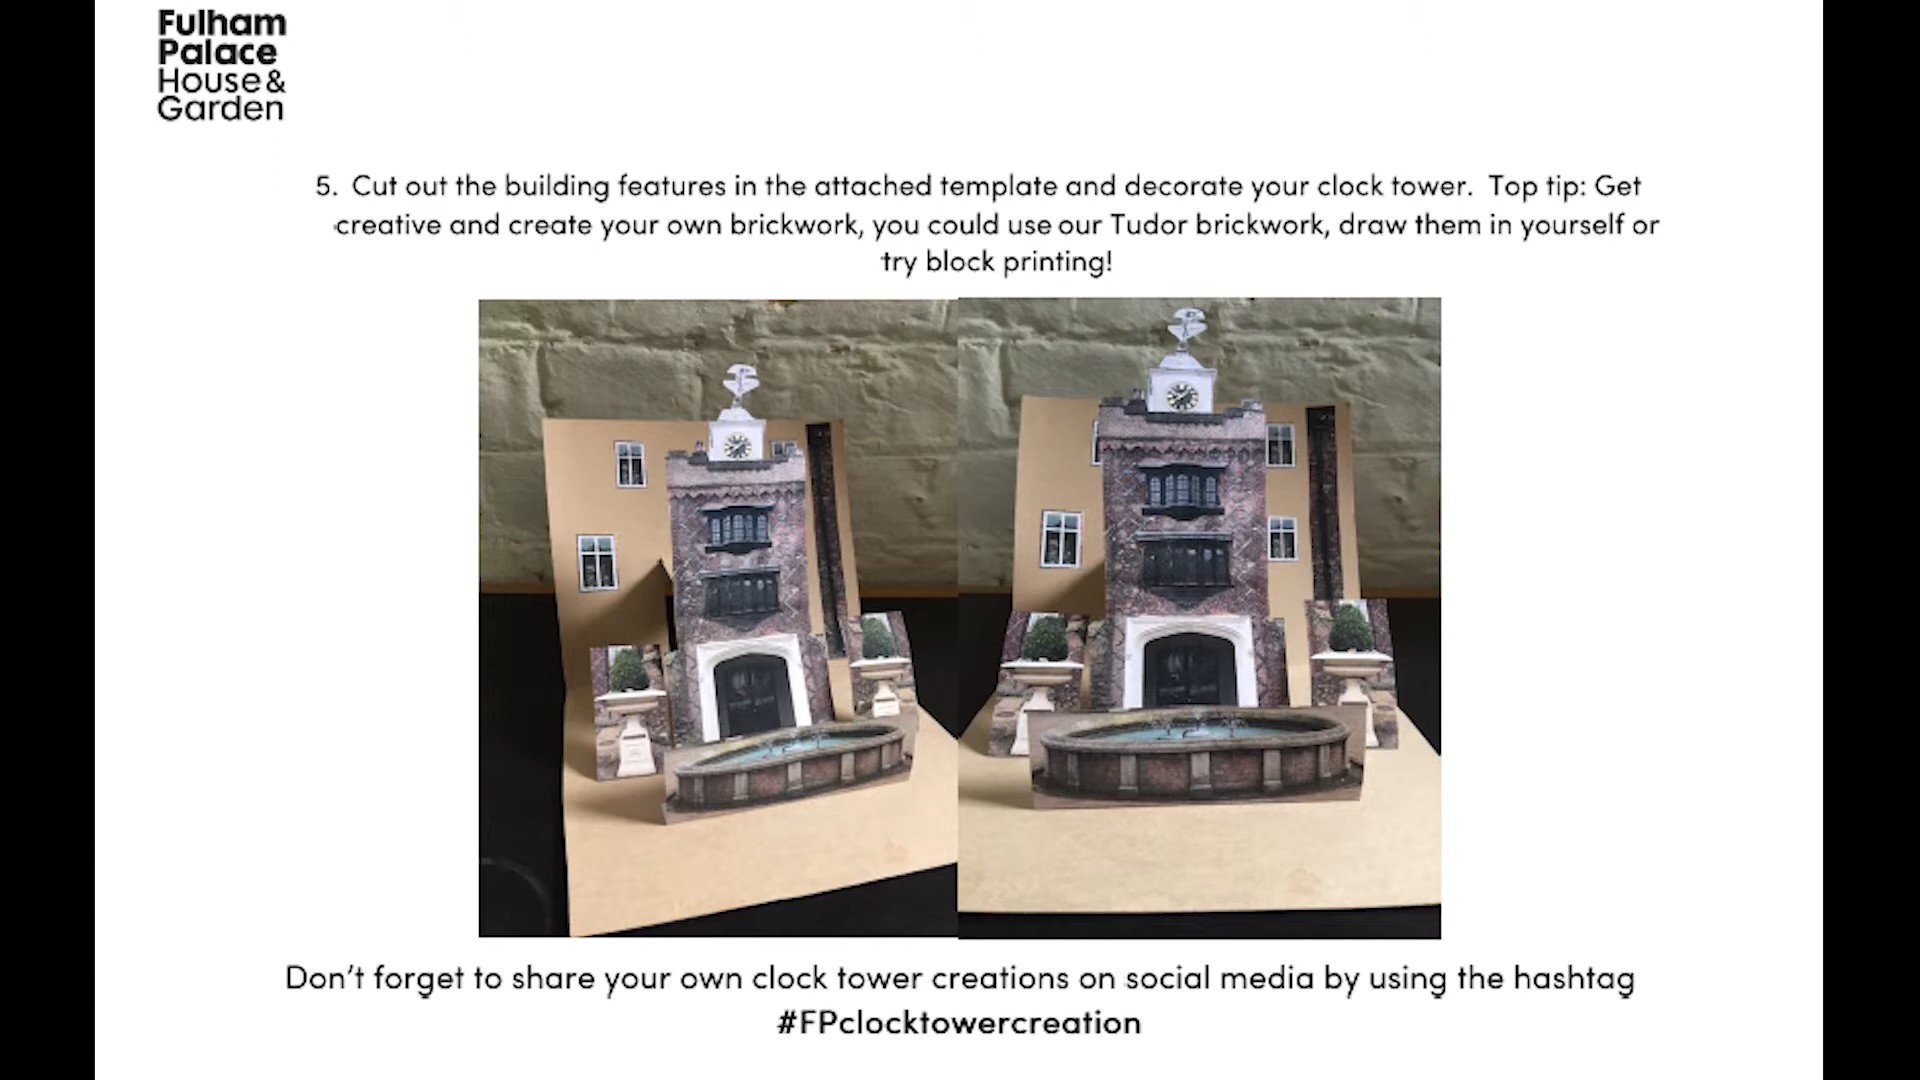 Fulham
Palace
House &
Garden
5. Cut out the building features in the attached template and decorate your clock tower. Top tip: Get
creative and create your own brickwork, you could use our Tudor brickwork, draw them in yourself or
try block printing!
Don't forget to share your own clock tower creations on social media by using the hashtag
#FPclocktowercreation